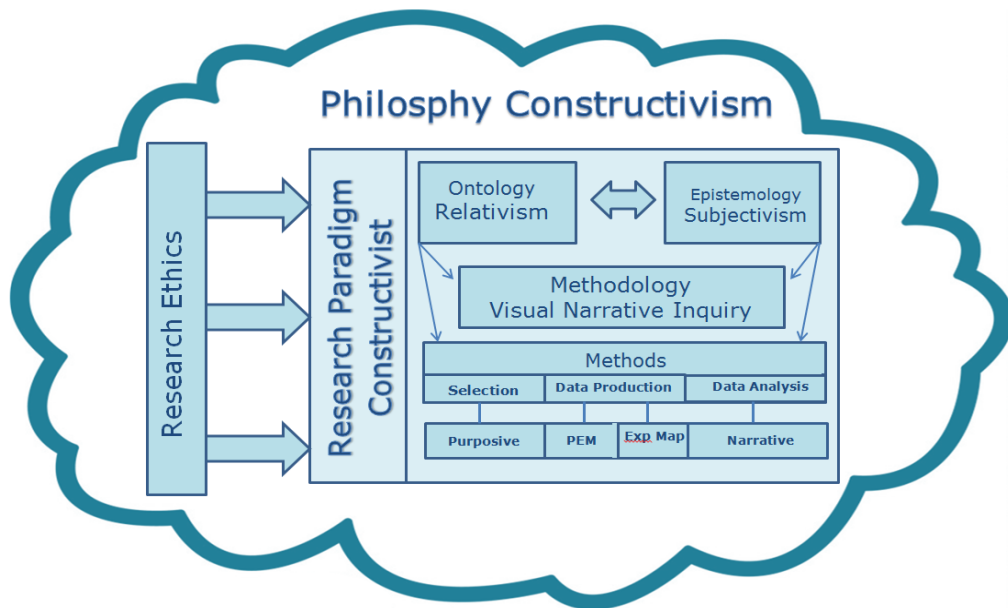 Philosphy Constructivism
Research Ethics
Research Paradigm
Constructivist
Ontology
Relativism
Epistemology
Subjectivism
Methodology
Visual Narrative Inquiry
Methods
Selection
Data Production
Data Analysis
Purposive
PEM
Exp Map
Narrative